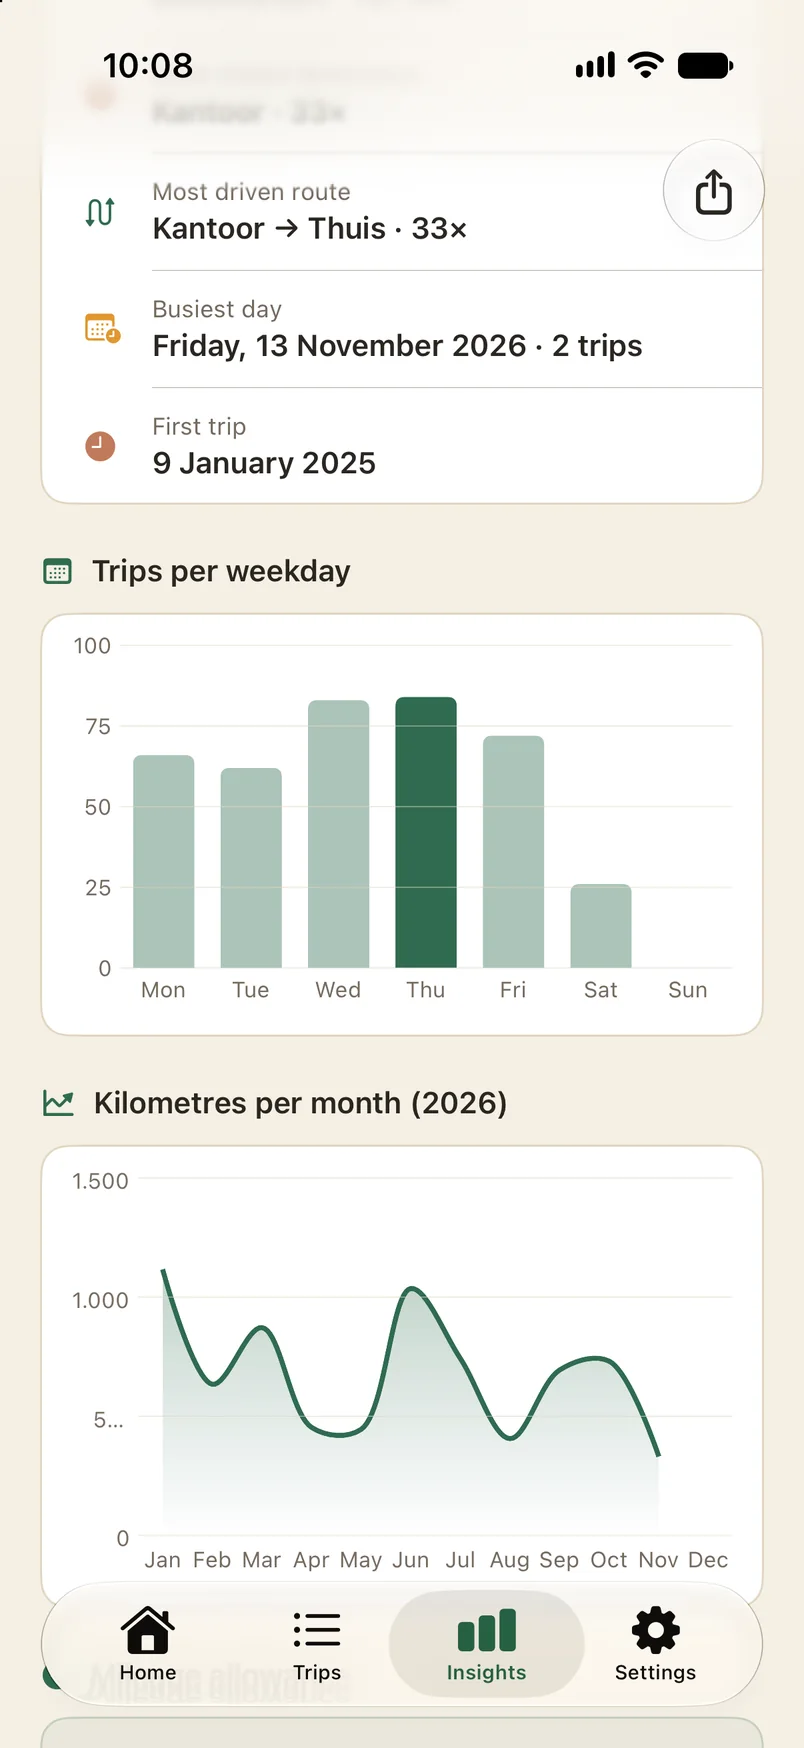 10:08
Kantoor · 33×
Most driven route
Kantoor → Thuis · 33×
Busiest day
Friday, 13 November 2026 · 2 trips
First trip
9 January 2025
Trips per weekday
100
75
50
25
0
Mon Tue Wed Thu Fri Sat Sun
Kilometres per month (2026)
1.500
1.000
5...
0
Jan Feb Mar Apr May Jun Jul Aug Sep Oct Nov Dec
Home Trips Insights Settings